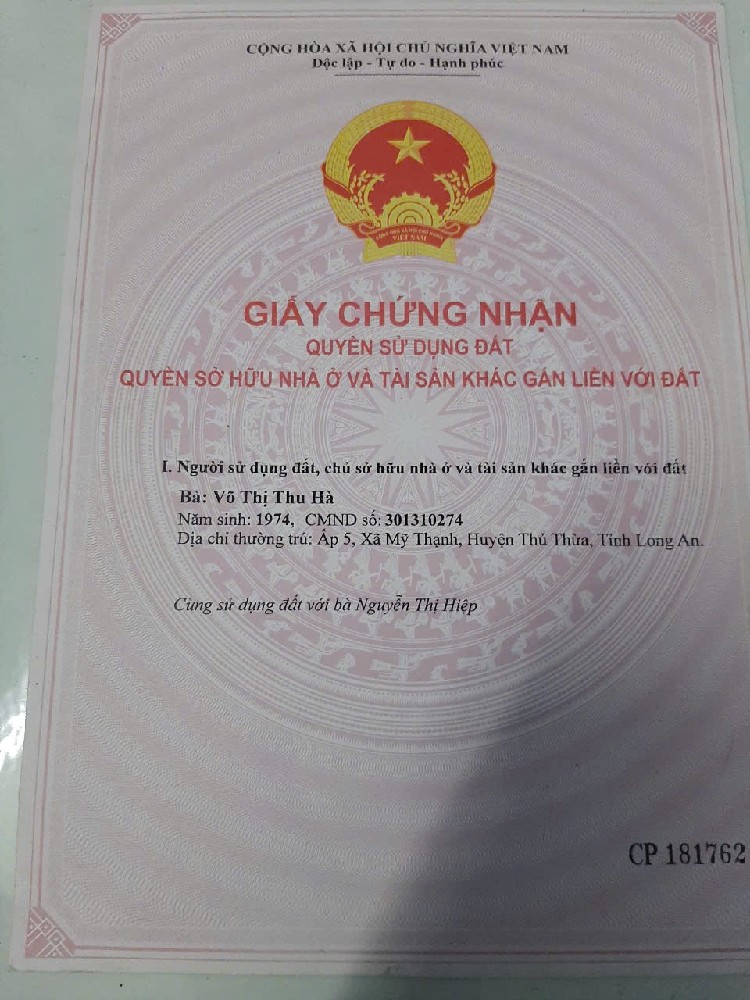 CỘNG HÒA XÃ HỘI CHỦ NGHĨA VIỆT NAM
Độc lập - Tự do - Hạnh phúc
VIỆT NAM
GIẤY CHỨNG NHẬN
QUYỀN SỬ DỤNG ĐẤT
QUYỀN SỞ HỮU NHÀ Ở VÀ TÀI SẢN KHÁC GẮN LIỀN VỚI ĐẤT
I. Người sử dụng đất, chủ sở hữu nhà ở và tài sản khác gắn liền với đất
Bà: Võ Thị Thu Hà
Năm sinh: 1974, CMND số: 301310274
Địa chỉ thường trú: Ấp 5, Xã Mỹ Thạnh, Huyện Thủ Thừa, Tỉnh Long An.
Cùng sử dụng đất với bà Nguyễn Thị Hiệp
CP 181762